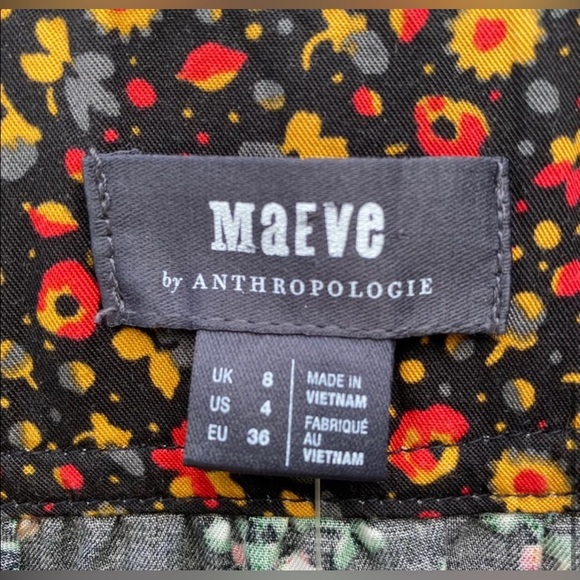 MaEVe
by ANTHROPOLOGIE
UK 8
US 4
EU 36
MADE IN
VIETNAM
FABRIQUÉ
AU
VIETNAM